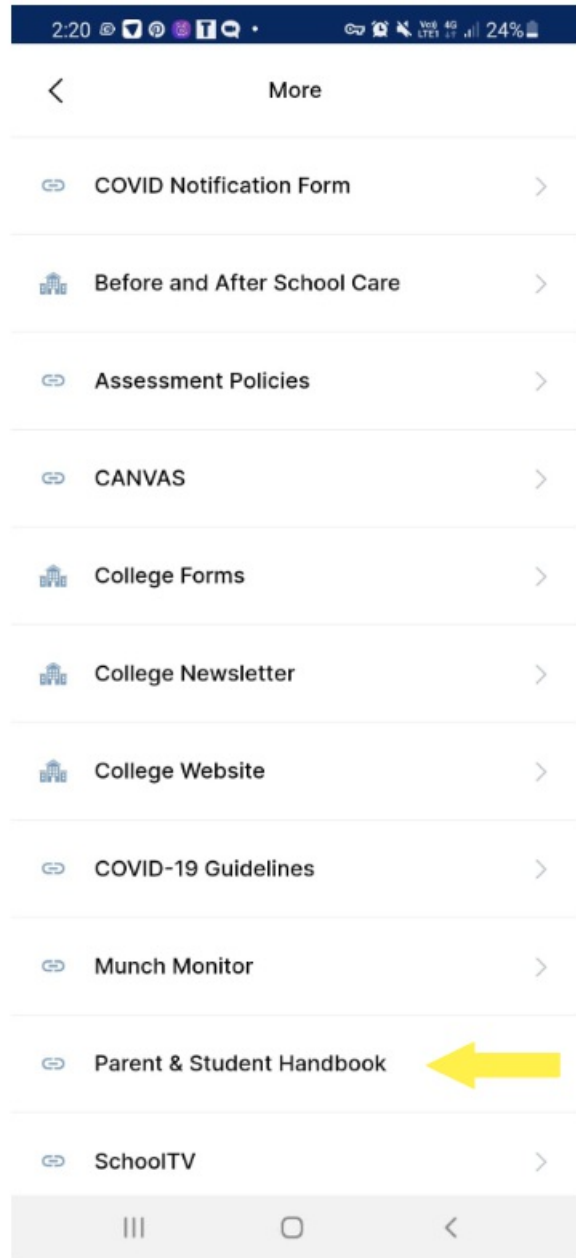 2:20 24%
More
COVID Notification Form
Before and After School Care
Assessment Policies
CANVAS
College Forms
College Newsletter
College Website
COVID-19 Guidelines
Munch Monitor
Parent & Student Handbook
SchoolTV